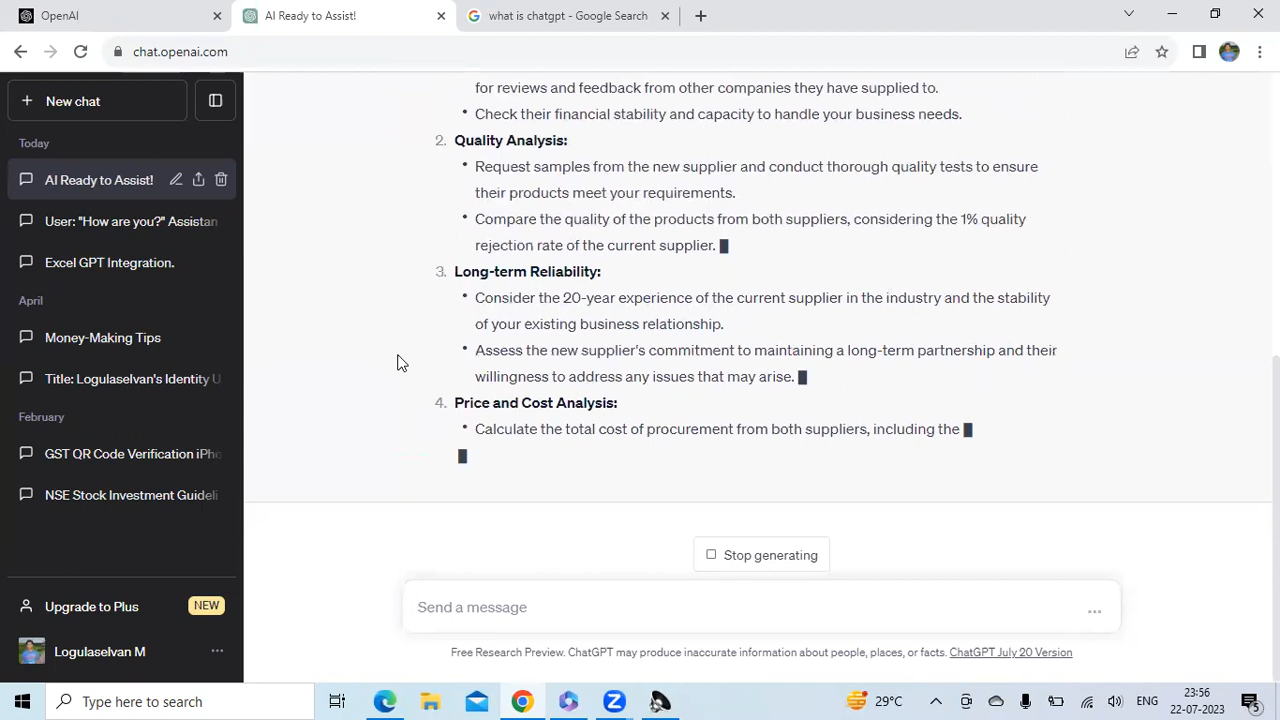 OpenAI
AI Ready to Assist!
what is chatgpt - Google Search
chat.openai.com
New chat
Today
AI Ready to Assist!
User: "How are you?" Assistan
Excel GPT Integration.
April
Money-Making Tips
Title: Logulaselvan's Identity U
February
GST QR Code Verification iPho
NSE Stock Investment Guideli
Upgrade to Plus NEW
Logulaselvan M
for reviews and feedback from other companies they have supplied to.
• Check their financial stability and capacity to handle your business needs.
2. Quality Analysis:
• Request samples from the new supplier and conduct thorough quality tests to ensure
their products meet your requirements.
• Compare the quality of the products from both suppliers, considering the 1% quality
rejection rate of the current supplier.
3. Long-term Reliability:
• Consider the 20-year experience of the current supplier in the industry and the stability
of your existing business relationship.
• Assess the new supplier's commitment to maintaining a long-term partnership and their
willingness to address any issues that may arise.
4. Price and Cost Analysis:
• Calculate the total cost of procurement from both suppliers, including the
Stop generating
Send a message
Free Research Preview. ChatGPT may produce inaccurate information about people, places, or facts. ChatGPT July 20 Version
Type here to search
29°C
ENG
23:56
22-07-2023
5